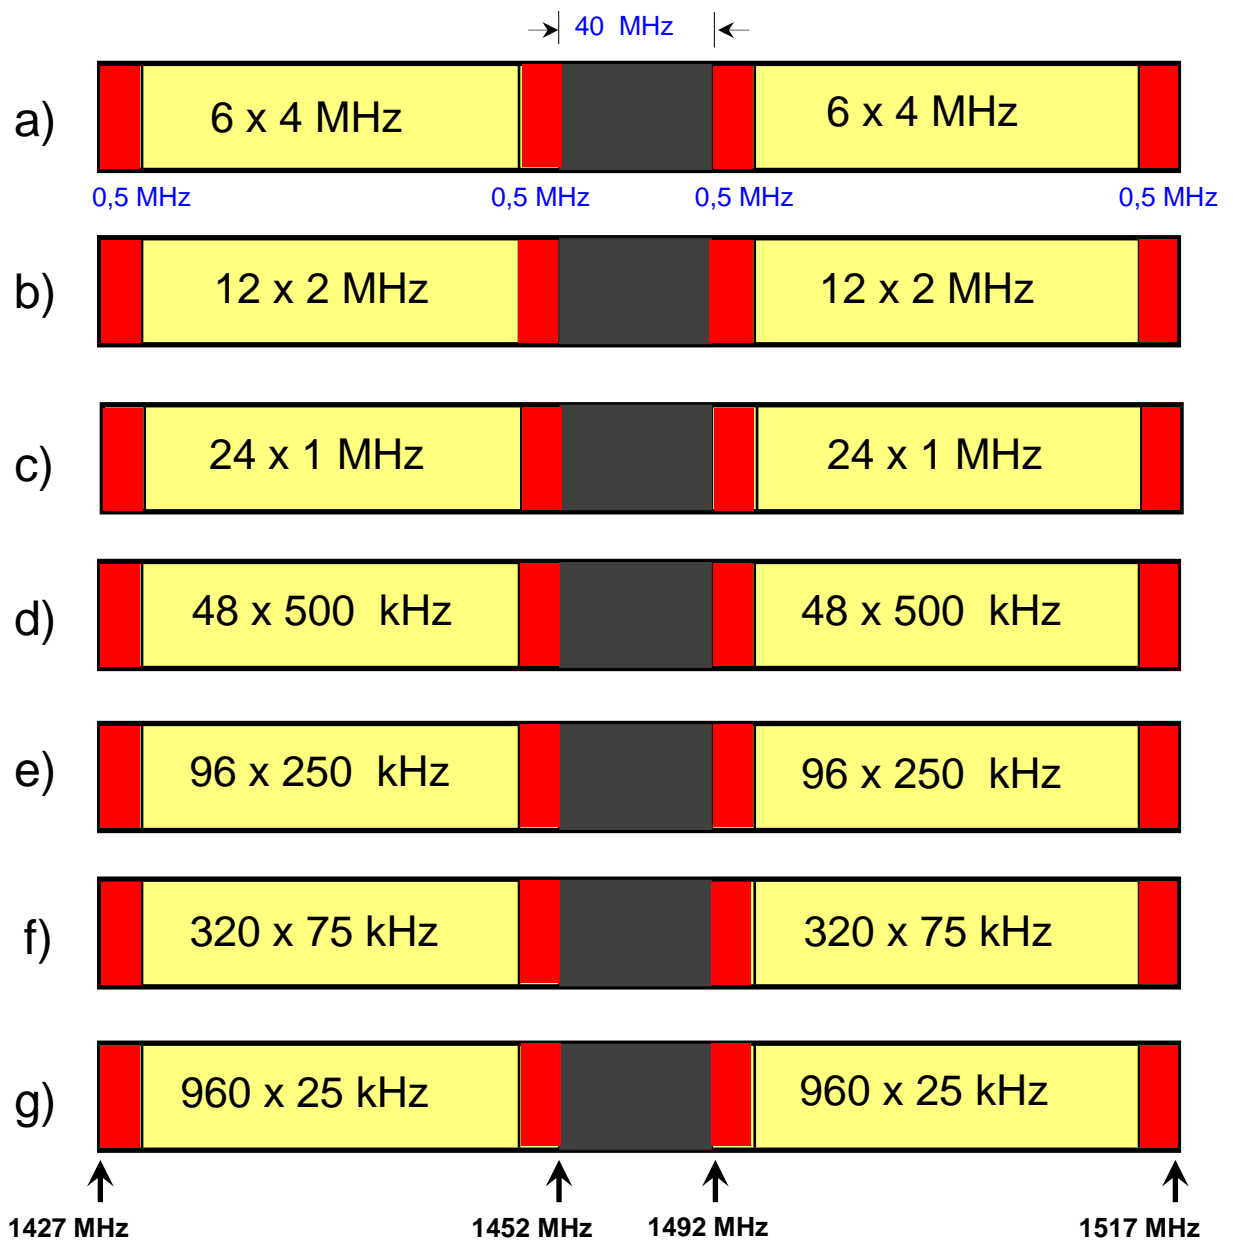 40 MHz
a) 6 x 4 MHz 6 x 4 MHz
0,5 MHz 0,5 MHz 0,5 MHz 0,5 MHz
b) 12 x 2 MHz 12 x 2 MHz
c) 24 x 1 MHz 24 x 1 MHz
d) 48 x 500 kHz 48 x 500 kHz
e) 96 x 250 kHz 96 x 250 kHz
f) 320 x 75 kHz 320 x 75 kHz
g) 960 x 25 kHz 960 x 25 kHz
1427 MHz 1452 MHz 1492 MHz 1517 MHz